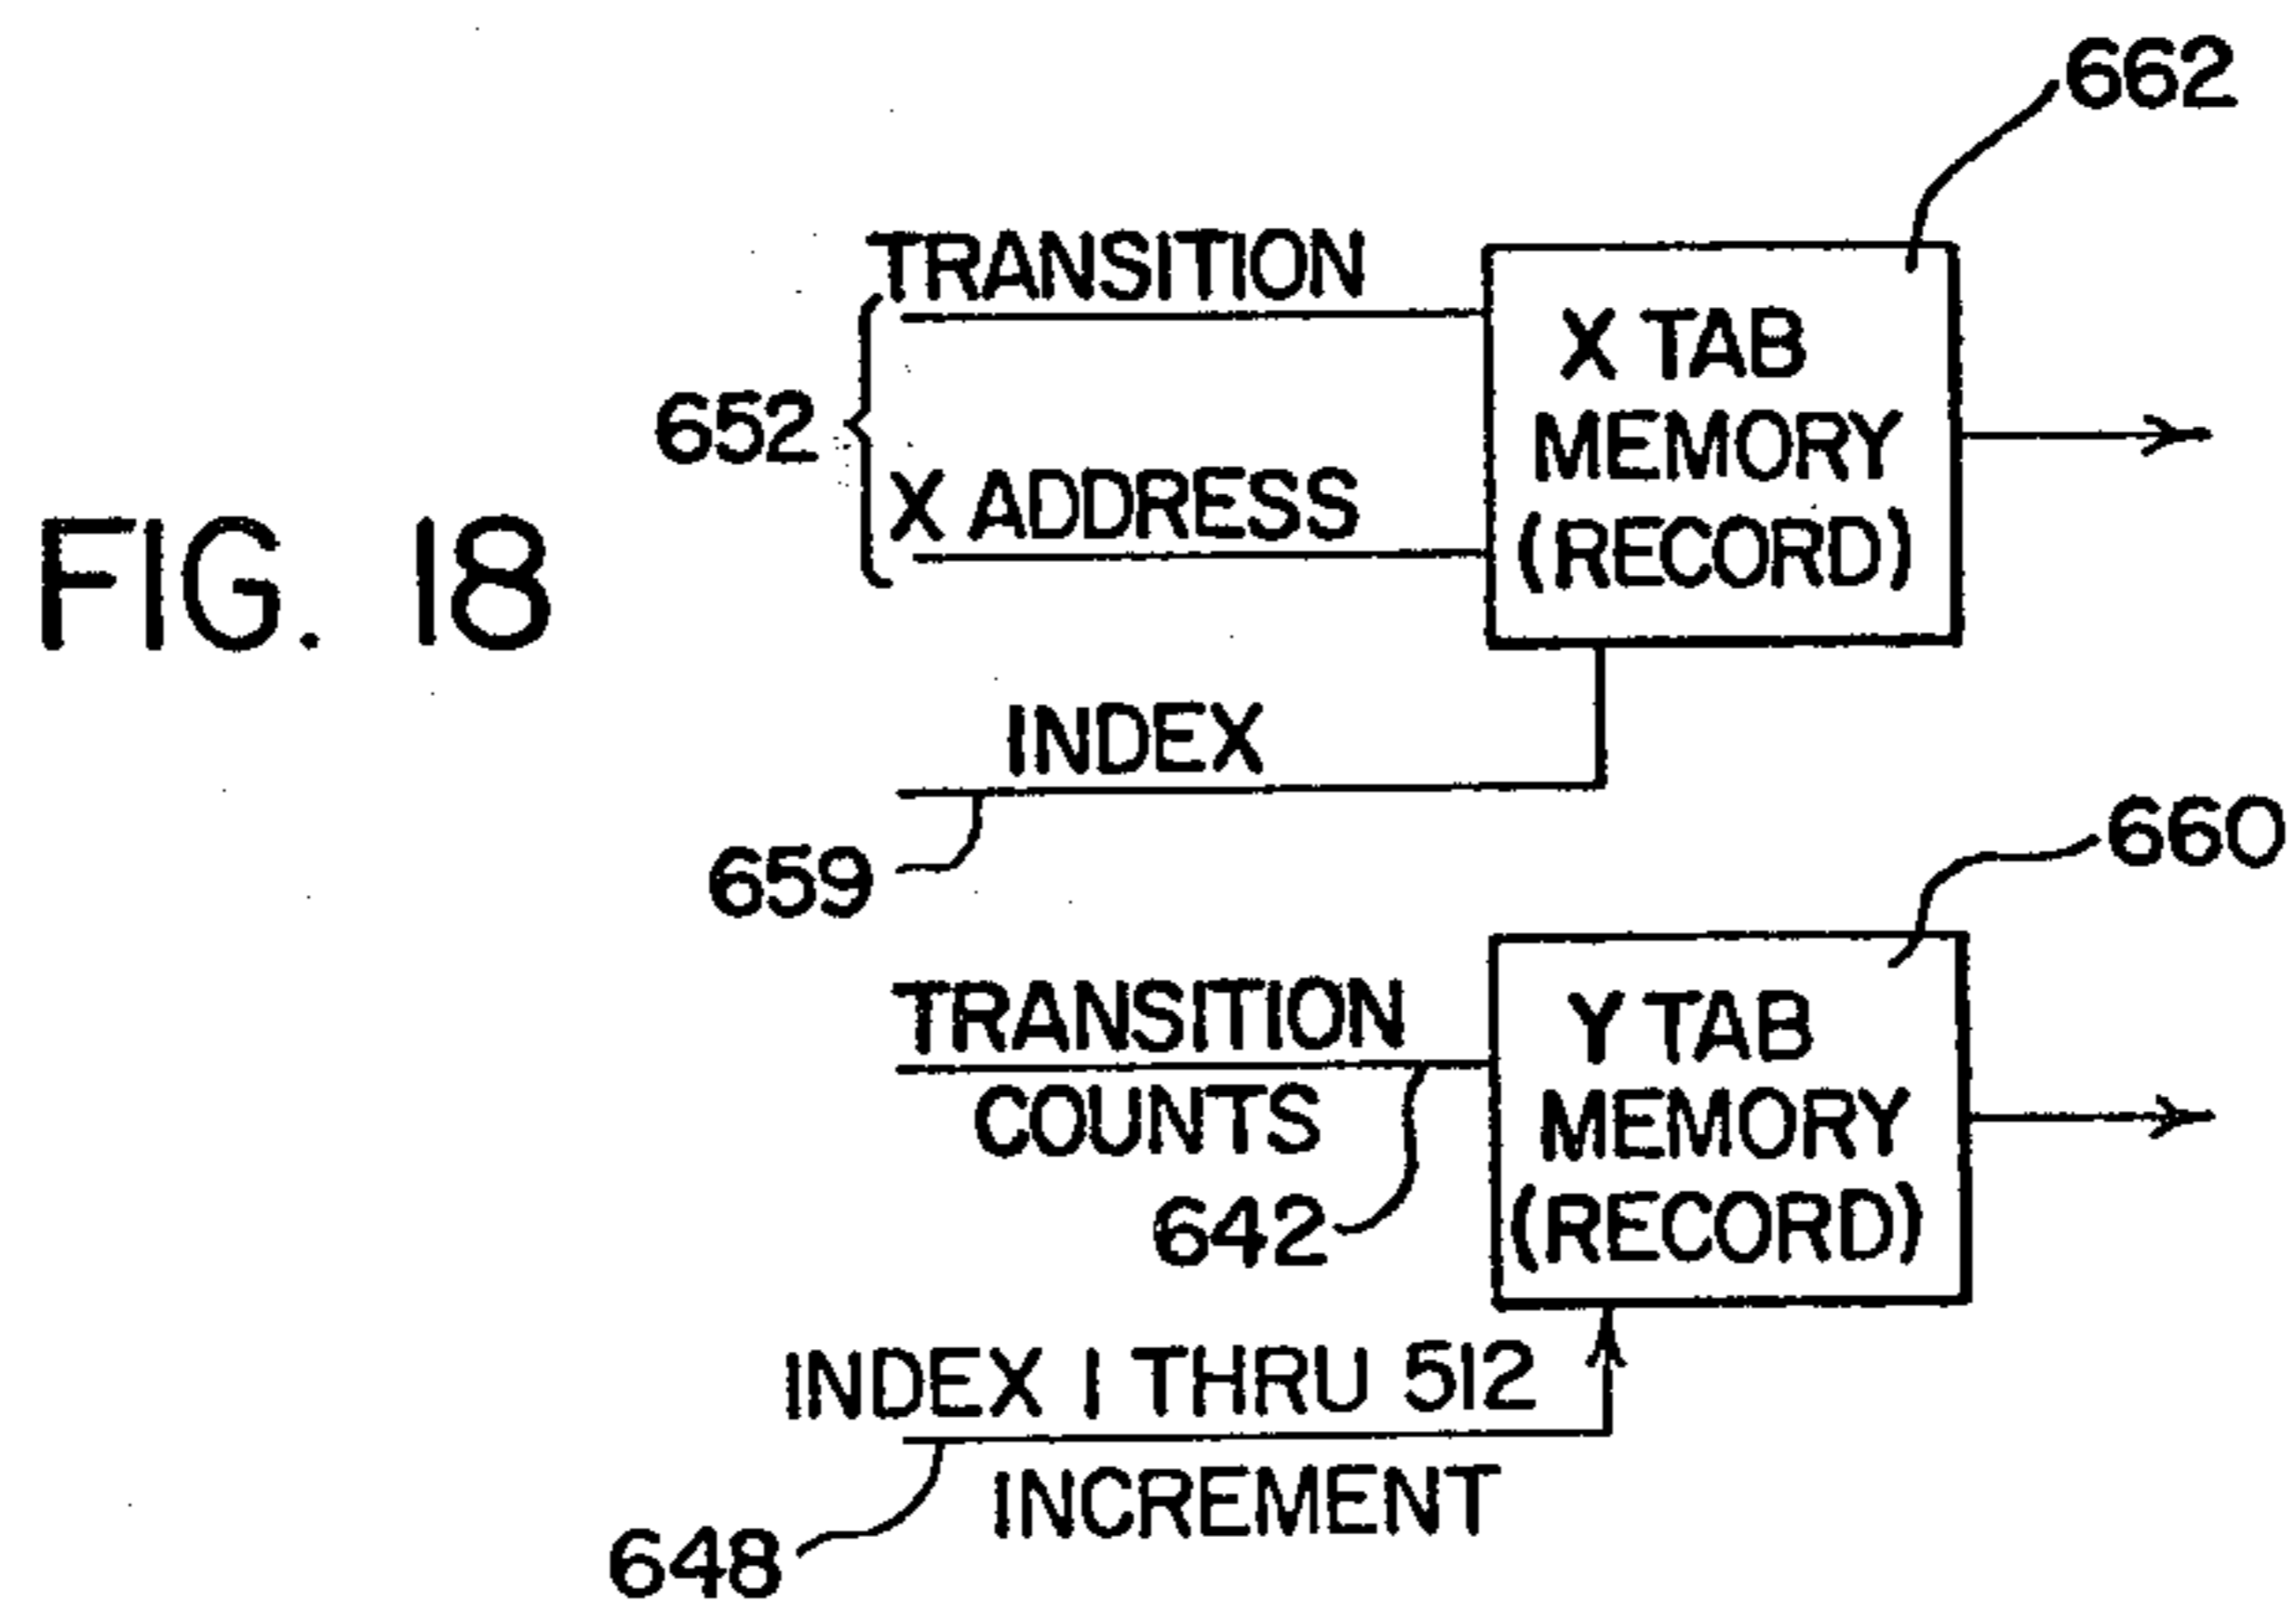 662
TRANSITION
X TAB
MEMORY
(RECORD)
652
X ADDRESS
FIG. 18
INDEX
659
660
TRANSITION
COUNTS
642
Y TAB
MEMORY
(RECORD)
INDEX 1 THRU 512
INCREMENT
648